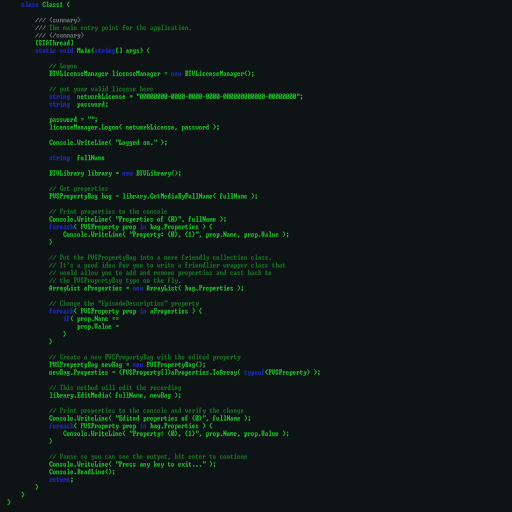 class Class1 {
/// <summary>
/// The main entry point for the application.
/// </summary>
[STAThread]
static void Main(string[] args) {
// Logon
BTVLicenseManager licenseManager = new BTVLicenseManager();
// put your valid license here
string networkLicense = "00000000-0000-0000-0000-000000000000-00000000";
string password;
password = "";
licenseManager.Logon( networkLicense, password );
Console.WriteLine( "Logged on." );
string fullName
BTVLibrary library = new BTVLibrary();
// Get properties
PVSPropertyBag bag = library.GetMediaByFullName( fullName );
// Print properties to the console
Console.WriteLine( "Properties of {0}", fullName );
foreach( PVSProperty prop in bag.Properties ) {
Console.WriteLine( "Property: {0}, {1}", prop.Name, prop.Value );
}
// Put the PVSPropertyBag into a more friendly collection class.
// It's a good idea for you to write a friendlier wrapper class that
// would allow you to add and remove properties and cast back to
// the PVSPropertyBag type on the fly.
ArrayList aProperties = new ArrayList( bag.Properties );
// Change the "EpisodeDescription" property
foreach( PVSProperty prop in aProperties ) {
if( prop.Name ==
prop.Value =
}
}
// Create a new PVSPropertyBag with the edited property
PVSPropertyBag newBag = new PVSPropertyBag();
newBag.Properties = (PVSProperty[])aProperties.ToArray( typeof(PVSProperty) );
// This method will edit the recording
library.EditMedia( fullName, newBag );
// Print properties to the console and verify the change
Console.WriteLine( "Edited properties of {0}", fullName );
foreach( PVSProperty prop in bag.Properties ) {
Console.WriteLine( "Property: {0}, {1}", prop.Name, prop.Value );
}
// Pause so you can see the output, hit enter to continue
Console.WriteLine( "Press any key to exit..." );
Console.ReadLine();
return;
}
}
}